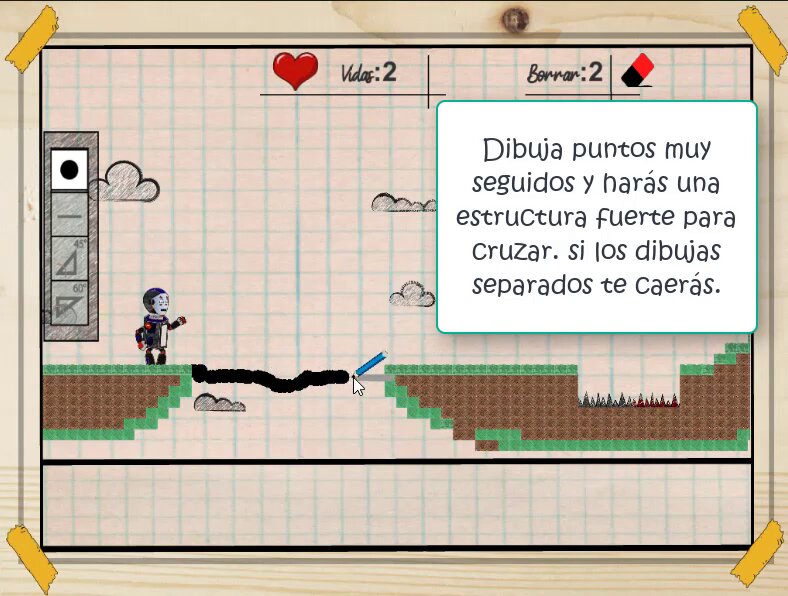 Vidas:2
Borrar:2
Dibuja puntos muy
seguidos y harás una
estructura fuerte para
cruzar. si los dibujas
separados te caerás.
45°
60°